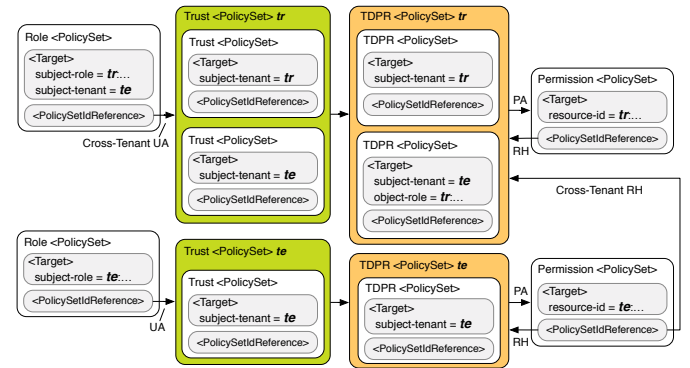 Role <PolicySet>
<Target>
subject-role = tr:...
subject-tenant = te
<PolicySetIdReference>
Cross-Tenant UA
Trust <PolicySet> tr
Trust <PolicySet>
<Target>
subject-tenant = tr
<PolicySetIdReference>
Trust <PolicySet>
<Target>
subject-tenant = te
<PolicySetIdReference>
TDPR <PolicySet> tr
TDPR <PolicySet>
<Target>
subject-tenant = tr
<PolicySetIdReference>
TDPR <PolicySet>
<Target>
subject-tenant = te
object-role = tr:...
<PolicySetIdReference>
PA
RH
Permission <PolicySet>
<Target>
resource-id = tr:...
<PolicySetIdReference>
Cross-Tenant RH
Role <PolicySet>
<Target>
subject-role = te:...
<PolicySetIdReference>
UA
Trust <PolicySet> te
Trust <PolicySet>
<Target>
subject-tenant = te
<PolicySetIdReference>
TDPR <PolicySet> te
TDPR <PolicySet>
<Target>
subject-tenant = te
<PolicySetIdReference>
PA
RH
Permission <PolicySet>
<Target>
resource-id = te:...
<PolicySetIdReference>